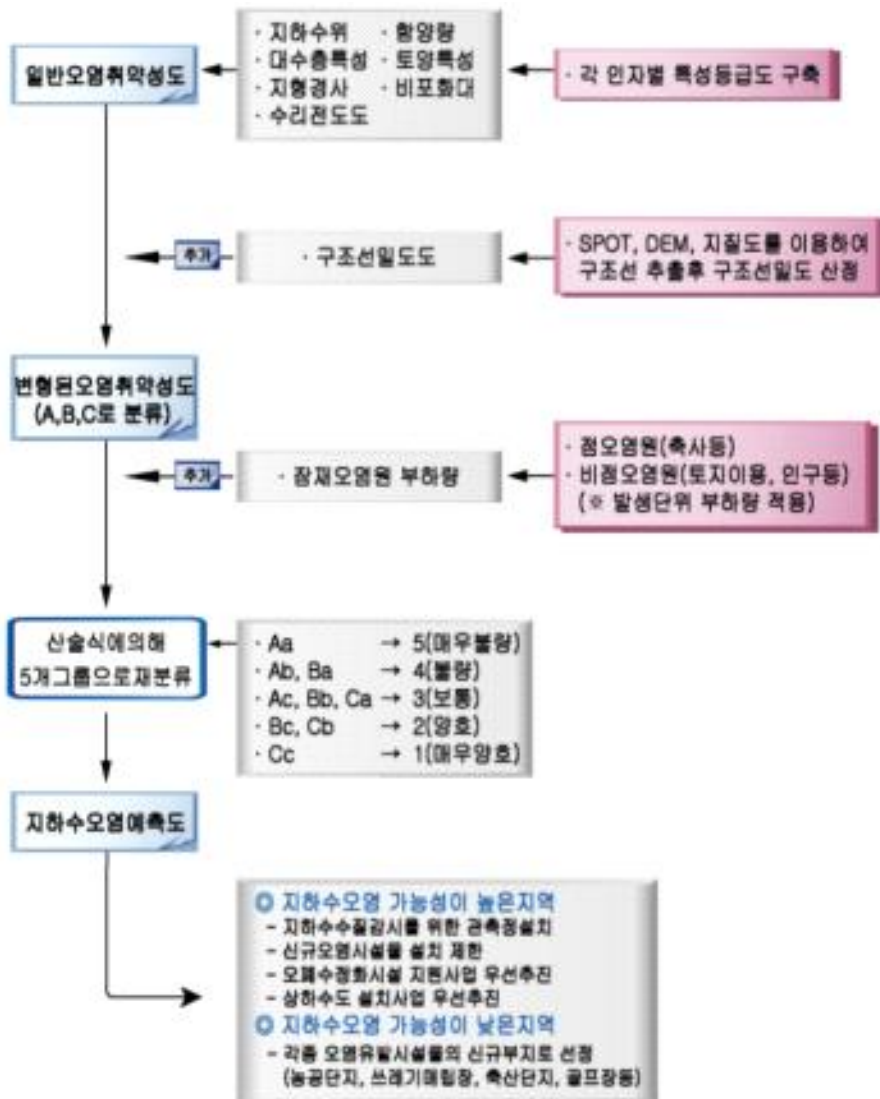 일반오염취약성도
· 지하수위 · 함양량
· 대수층특성 · 토양특성
· 지형경사 · 비포화대
· 수리전도도
· 각 인자별 특성등급도 구축
추가
· 구조선밀도도
· SPOT, DEM, 지질도를 이용하여
구조선 추출후 구조선밀도 산정
변형된오염취약성도
(A,B,C로 분류)
추가
· 잠재오염원 부하량
· 점오염원(축사등)
· 비점오염원(토지이용, 인구등)
(※ 발생단위 부하량 적용)
산술식에의해
5개그룹으로재분류
· Aa → 5(매우불량)
· Ab, Ba → 4(불량)
· Ac, Bb, Ca → 3(보통)
· Bc, Cb → 2(양호)
· Cc → 1(매우양호)
지하수오염예측도
◎ 지하수오염 가능성이 높은지역
- 지하수수질감시를 위한 관측정설치
- 신규오염시설물 설치 제한
- 오폐수정화시설 지원사업 우선추진
- 상하수도 설치사업 우선추진
◎ 지하수오염 가능성이 낮은지역
- 각종 오염유발시설물의 신규부지로 선정
(농공단지, 쓰레기매립장, 축산단지, 골프장등)